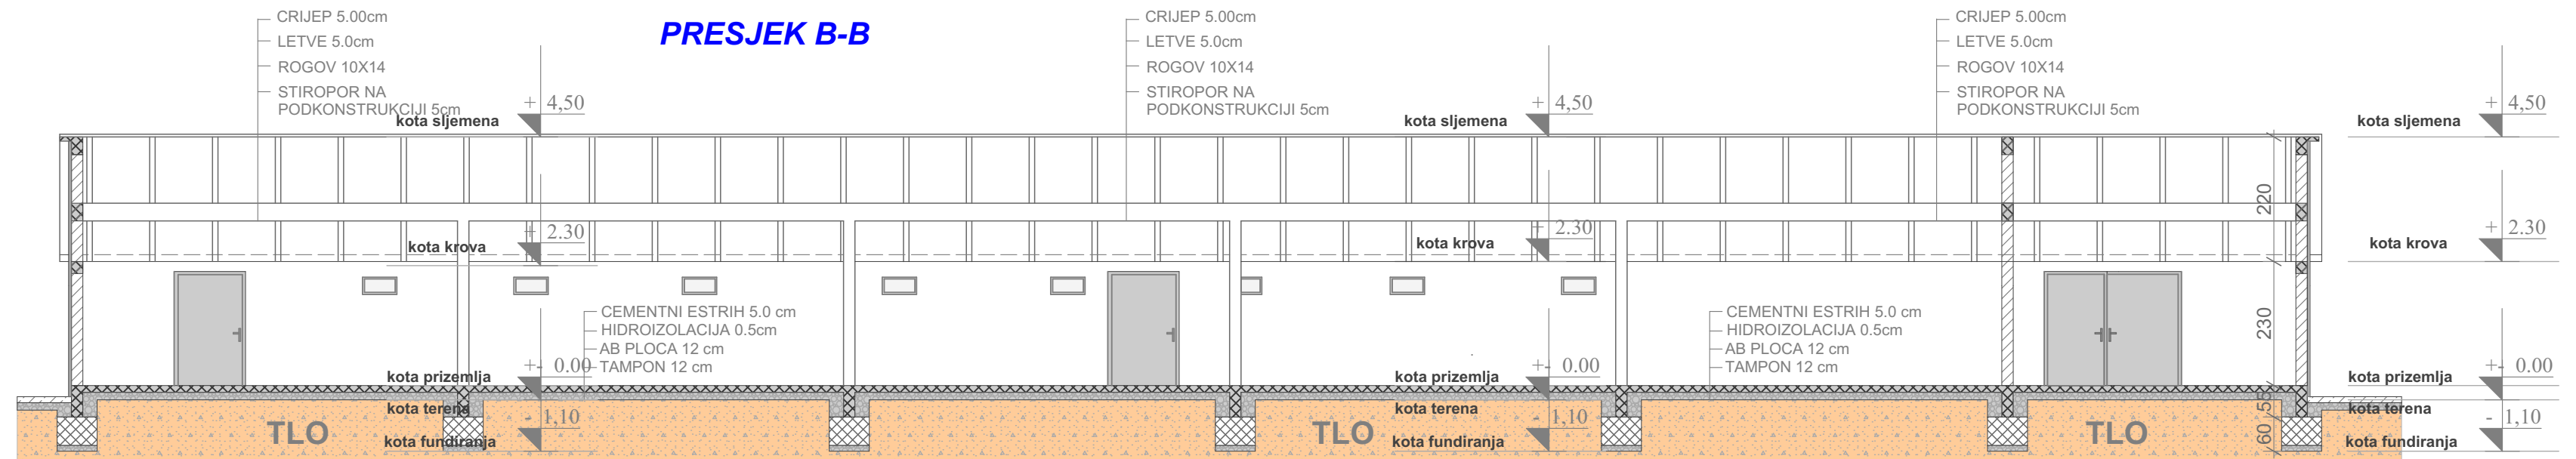 PRESJEK B-B
CRIJEP 5.00cm
LETVE 5.0cm
ROGOV 10X14
STIROPOR NA
PODKONSTRUKCIJI 5cm
CRIJEP 5.00cm
LETVE 5.0cm
ROGOV 10X14
STIROPOR NA
PODKONSTRUKCIJI 5cm
CRIJEP 5.00cm
LETVE 5.0cm
ROGOV 10X14
STIROPOR NA
PODKONSTRUKCIJI 5cm
+ 4,50
kota sljemena
+ 4,50
kota sljemena
+ 4,50
kota sljemena
+ 2.30
kota krova
+ 2.30
kota krova
+ 2.30
kota krova
220
230
CEMENTNI ESTRIH 5.0 cm
HIDROIZOLACIJA 0.5cm
AB PLOCA 12 cm
TAMPON 12 cm
CEMENTNI ESTRIH 5.0 cm
HIDROIZOLACIJA 0.5cm
AB PLOCA 12 cm
TAMPON 12 cm
+- 0.00
kota prizemlja
+- 0.00
kota prizemlja
+- 0.00
kota prizemlja
kota terena
kota terena
kota terena
- 1,10
kota fundiranja
- 1,10
kota fundiranja
- 1,10
kota fundiranja
55
60
TLO
TLO
TLO